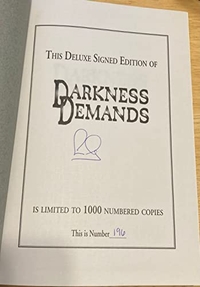 THIS DELUXE SIGNED EDITION OF
DARKNESS
DEMANDS
IS LIMITED TO 1000 NUMBERED COPIES
This is Number 196